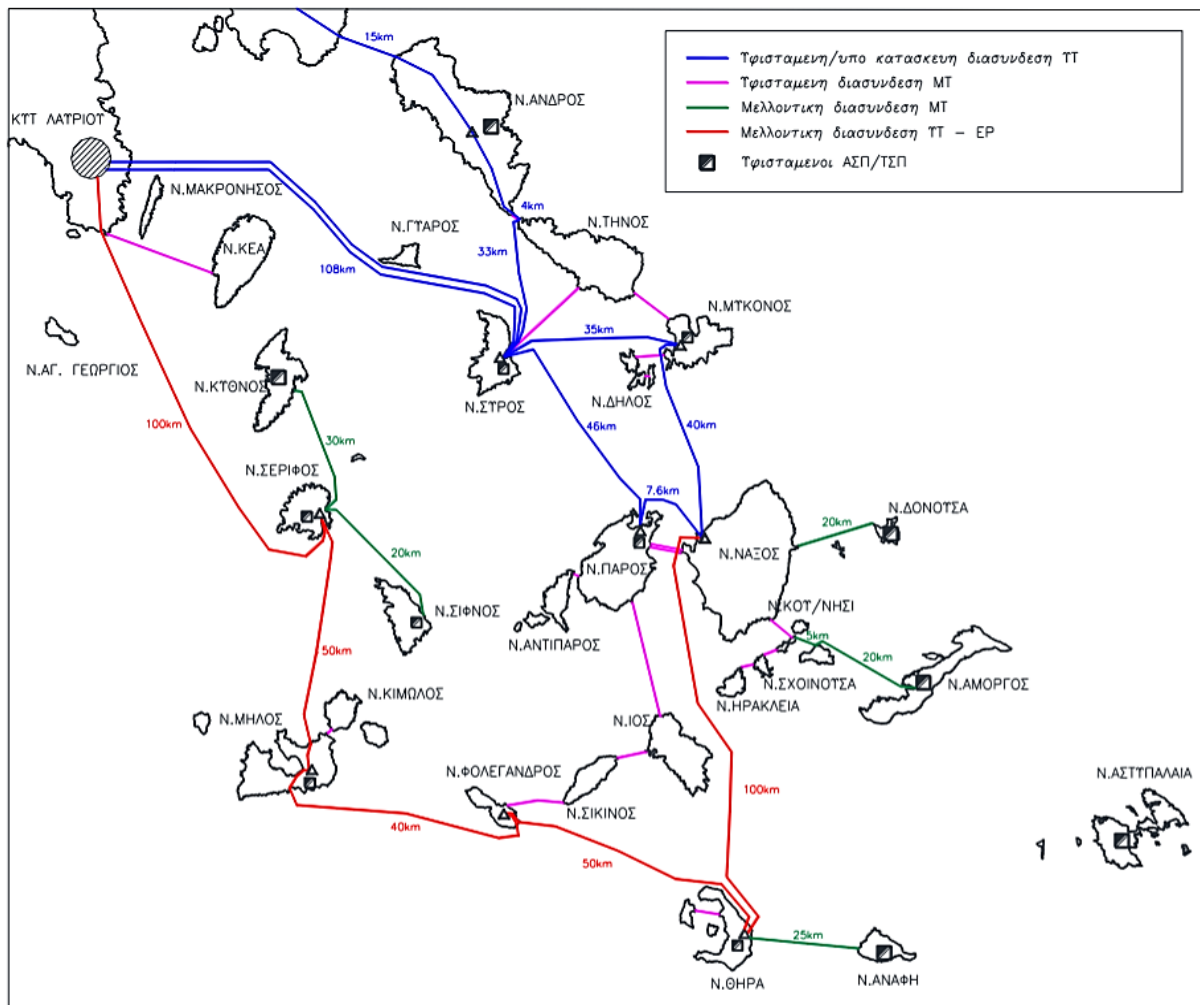 15km
Υφισταμενη/υπο κατασκευη διασυνδεση ΥΤ
Υφισταμενη διασυνδεση ΜΤ
Μελλοντικη διασυνδεση ΜΤ
Μελλοντικη διασυνδεση ΥΤ – ΕΡ
Υφισταμενοι ΑΣΠ/ΤΣΠ
Ν.ΑΝΔΡΟΣ
ΚΥΤ ΛΑΥΡΙΟΥ
Ν.ΜΑΚΡΟΝΗΣΟΣ
4km
Ν.ΤΗΝΟΣ
Ν.ΓΥΑΡΟΣ
Ν.ΚΕΑ
33km
108km
Ν.ΜΥΚΟΝΟΣ
35km
Ν.ΑΓ. ΓΕΩΡΓΙΟΣ
Ν.ΚΥΘΝΟΣ
Ν.ΣΥΡΟΣ
Ν.ΔΗΛΟΣ
100km
46km
40km
30km
Ν.ΣΕΡΙΦΟΣ
7.6km
Ν.ΔΟΝΟΥΣΑ
20km
20km
Ν.ΝΑΞΟΣ
Ν.ΠΑΡΟΣ
Ν.ΣΙΦΝΟΣ
Ν.ΚΟΥ/ΝΗΣΙ
Ν.ΑΝΤΙΠΑΡΟΣ
5km
50km
20km
Ν.ΣΧΟΙΝΟΥΣΑ
Ν.ΑΜΟΡΓΟΣ
Ν.ΚΙΜΩΛΟΣ
Ν.ΗΡΑΚΛΕΙΑ
Ν.ΜΗΛΟΣ
Ν.ΙΟΣ
Ν.ΦΟΛΕΓΑΝΔΡΟΣ
Ν.ΑΣΤΥΠΑΛΑΙΑ
100km
Ν.ΣΙΚΙΝΟΣ
40km
50km
25km
Ν.ΘΗΡΑ
Ν.ΑΝΑΦΗ